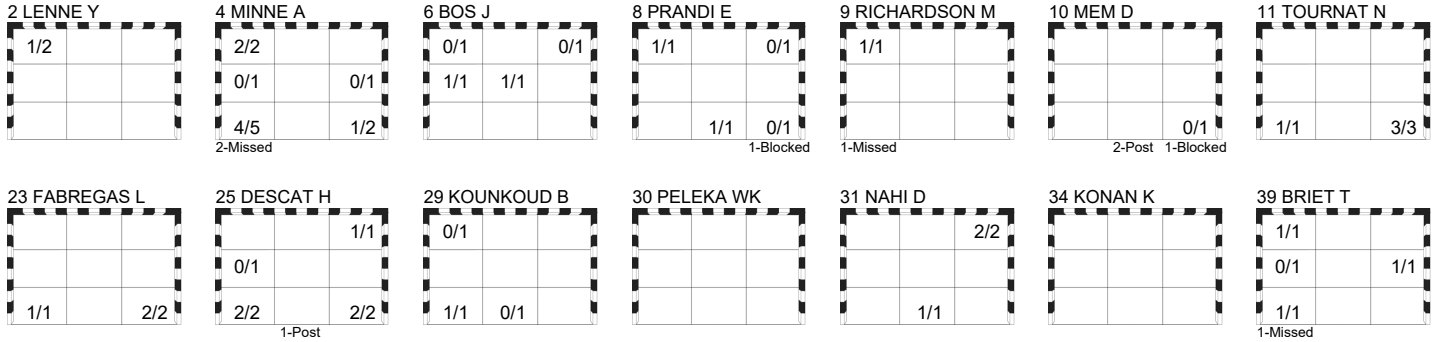 2 LENNE Y 4 MINNE A 6 BOS J 8 PRANDI E 9 RICHARDSON M 10 MEM D 11 TOURNAT N
1/2 2/2 0/1 0/1 1/1 0/1 1/1
0/1 0/1 1/1 1/1
4/5 1/2 1/1 0/1 0/1 1/1 3/3
2-Missed 1-Blocked 1-Missed 2-Post 1-Blocked
23 FABREGAS L 25 DESCAT H 29 KOUNKOUD B 30 PELEKA WK 31 NAHI D 34 KONAN K 39 BRIET T
1/1 0/1 2/2 1/1
0/1 0/1 1/1
1/1 2/2 2/2 2/2 1/1 0/1 1/1 1/1
1-Post 1-Missed